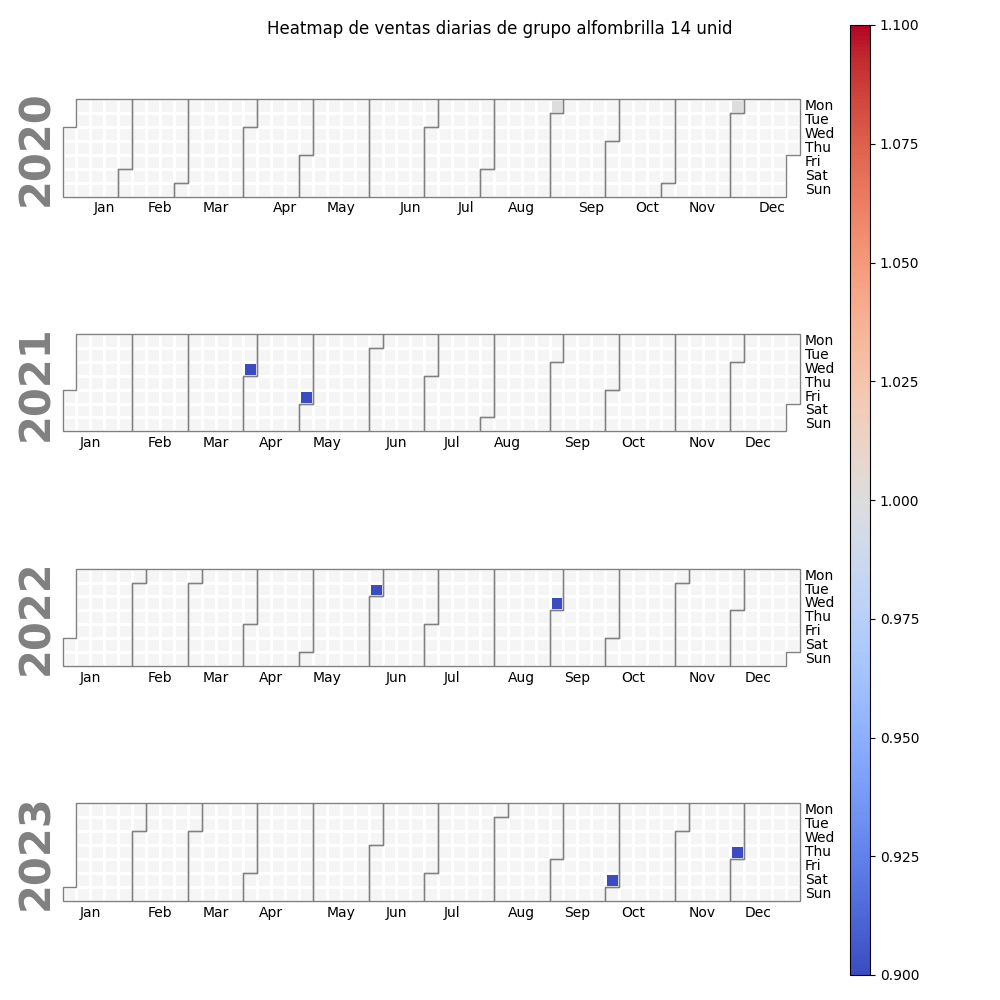 Heatmap de ventas diarias de grupo alfombrilla 14 unid
2020
Mon
Tue
Wed
Thu
Fri
Sat
Sun
Jan Feb Mar Apr May Jun Jul Aug Sep Oct Nov Dec
2021
Mon
Tue
Wed
Thu
Fri
Sat
Sun
Jan Feb Mar Apr May Jun Jul Aug Sep Oct Nov Dec
2022
Mon
Tue
Wed
Thu
Fri
Sat
Sun
Jan Feb Mar Apr May Jun Jul Aug Sep Oct Nov Dec
2023
Mon
Tue
Wed
Thu
Fri
Sat
Sun
Jan Feb Mar Apr May Jun Jul Aug Sep Oct Nov Dec
1.100
1.075
1.050
1.025
1.000
0.975
0.950
0.925
0.900